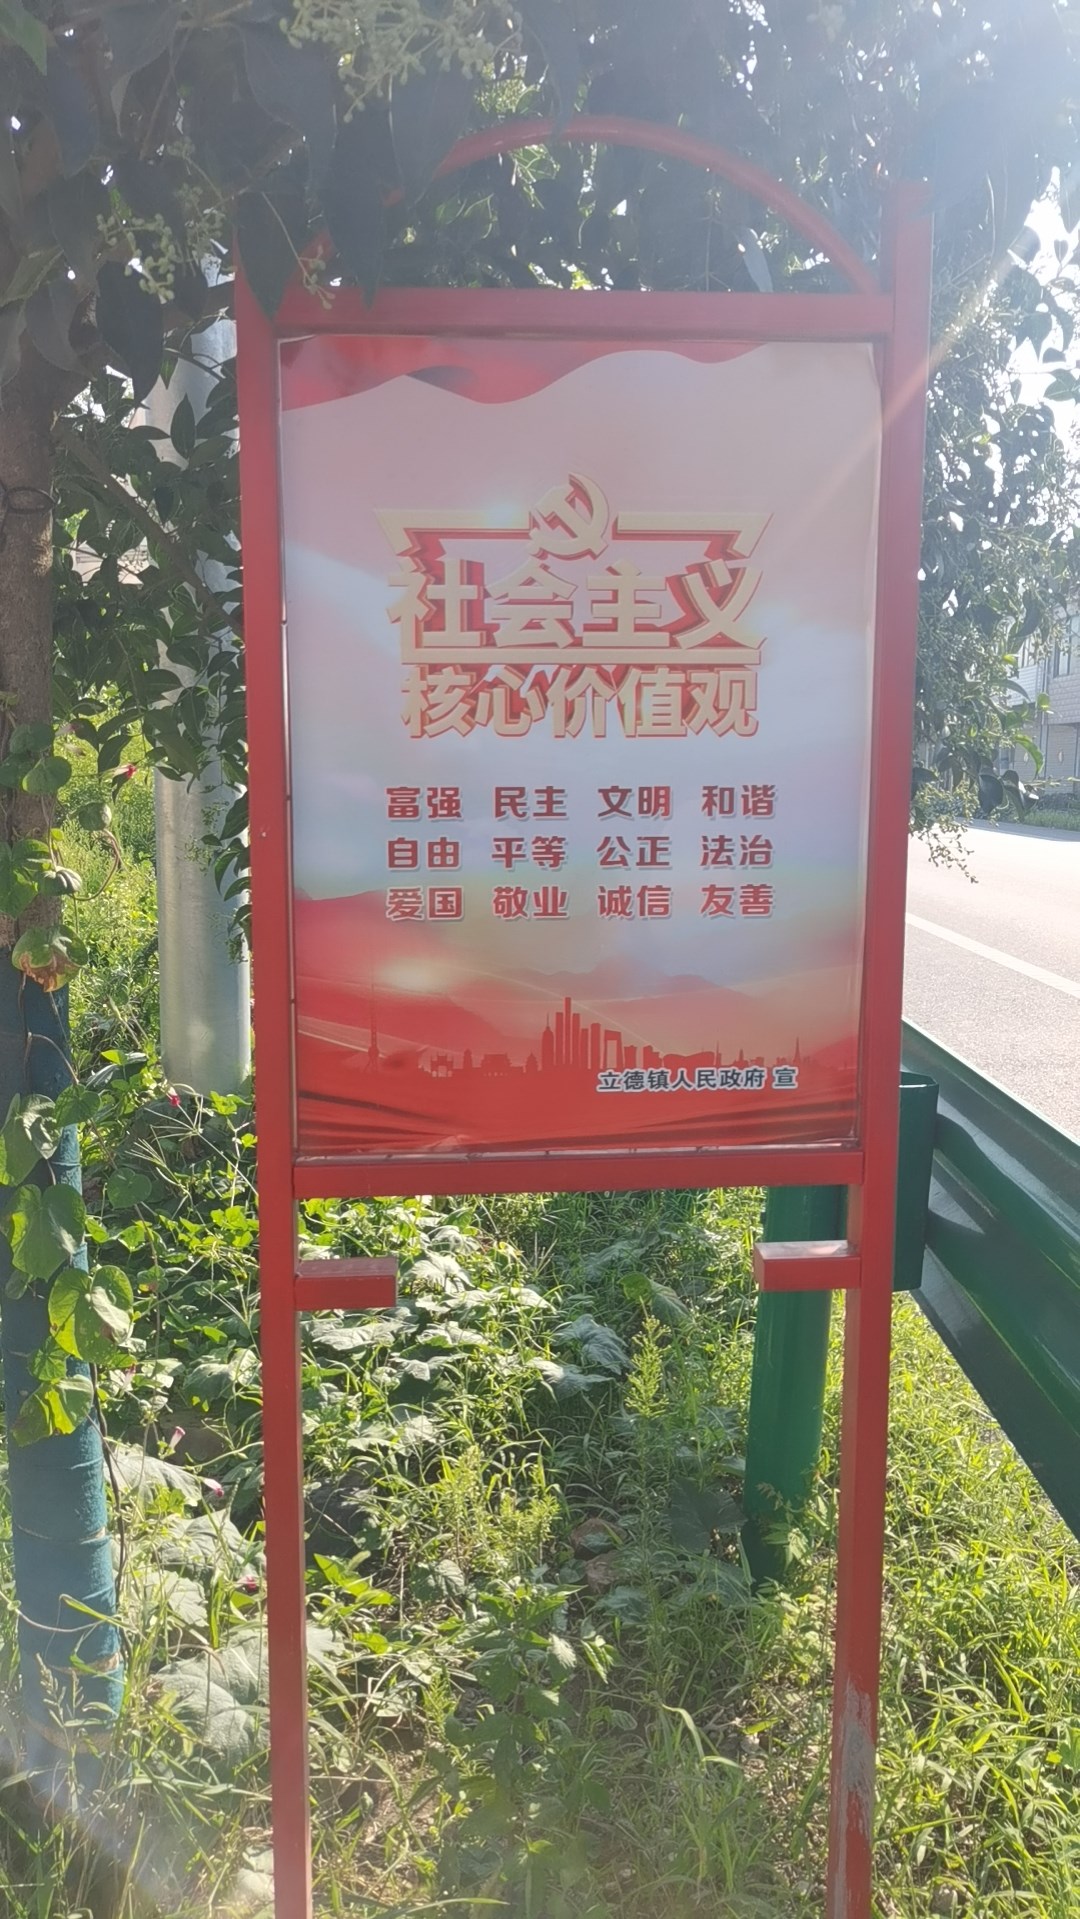 社会主义
核心价值观
富强 民主 文明 和谐
自由 平等 公正 法治
爱国 敬业 诚信 友善
立德镇人民政府 宣